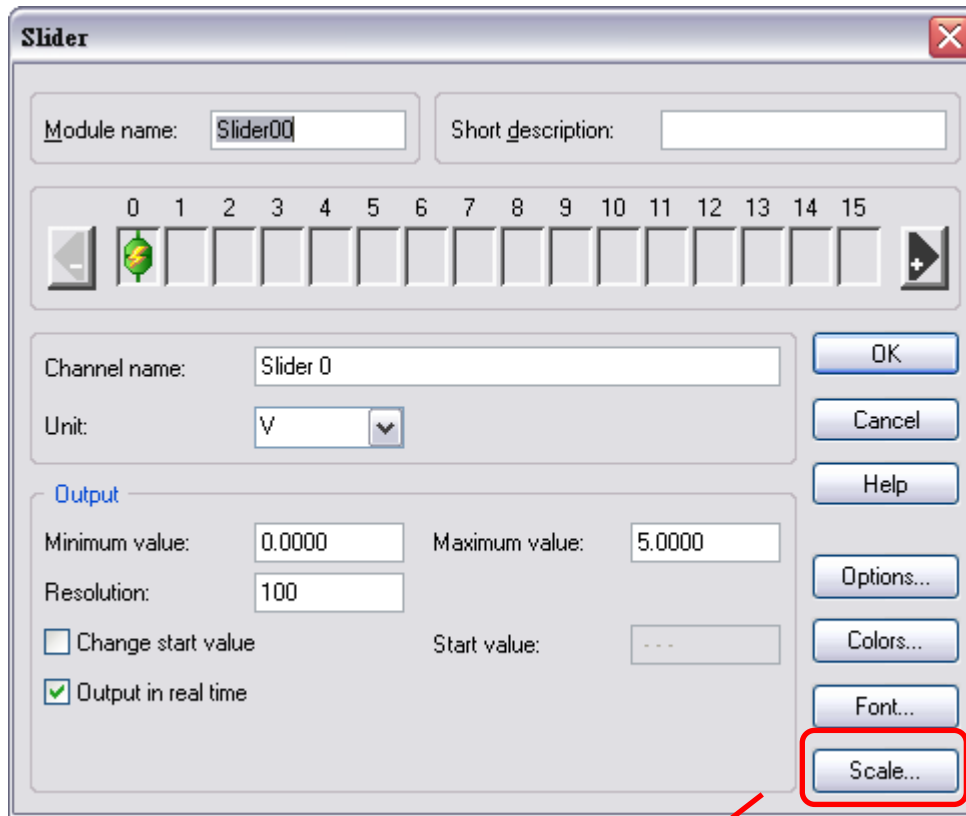 Slider
Module name: Slider00 Short description:
0 1 2 3 4 5 6 7 8 9 10 11 12 13 14 15
- +
Channel name: Slider 0
Unit: V
OK
Cancel
Help
Output
Minimum value: 0.0000 Maximum value: 5.0000
Resolution: 100
Change start value Start value: - - -
Output in real time
Options...
Colors...
Font...
Scale...